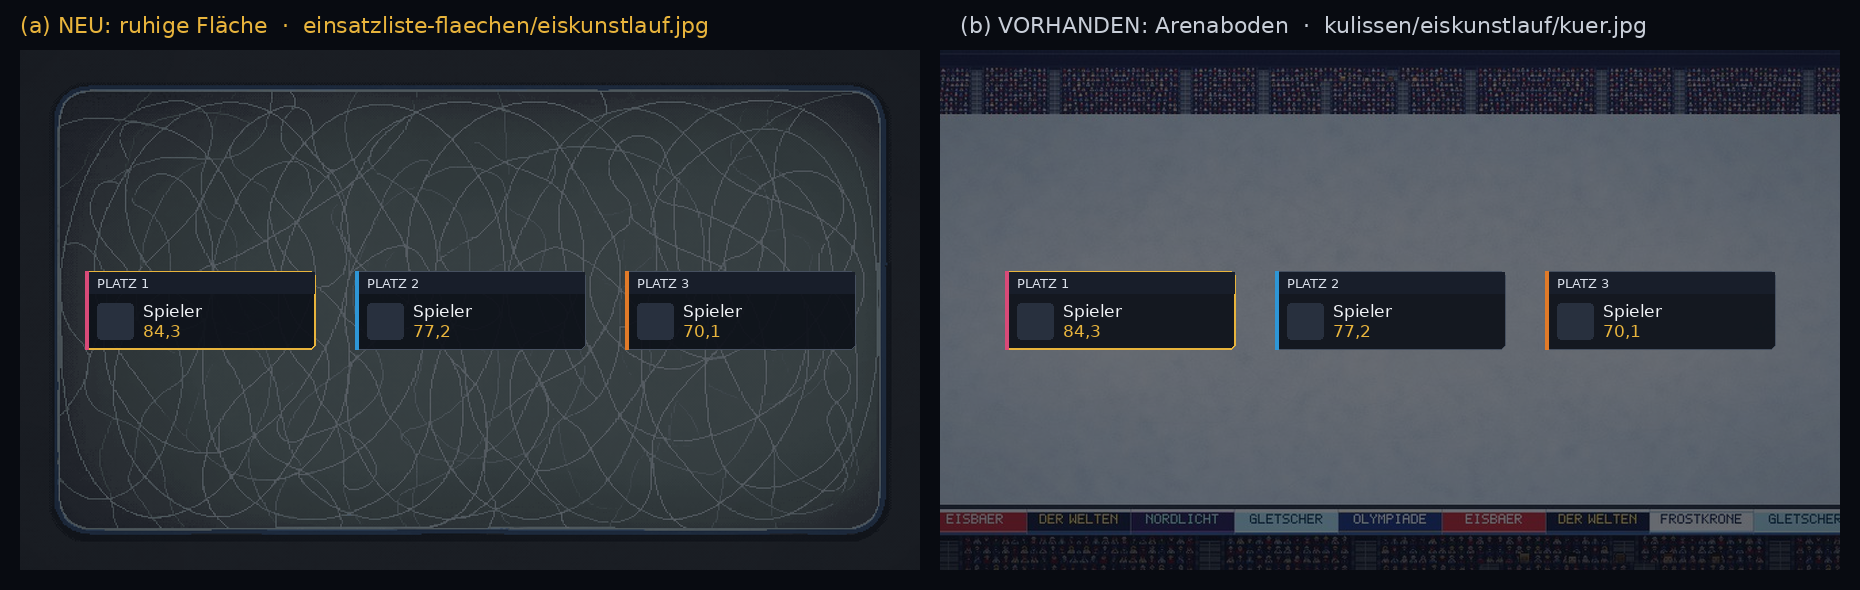 (a) NEU: ruhige Fläche · einsatzliste-flaechen/eiskunstlauf.jpg
PLATZ 1
Spieler
84,3
PLATZ 2
Spieler
77,2
PLATZ 3
Spieler
70,1
(b) VORHANDEN: Arenaboden · kulissen/eiskunstlauf/kuer.jpg
PLATZ 1
Spieler
84,3
PLATZ 2
Spieler
77,2
PLATZ 3
Spieler
70,1
EISBAER DER WELTEN NORDLICHT GLETSCHER OLYMPIADE EISBAER DER WELTEN FROSTKRONE GLETSCHER